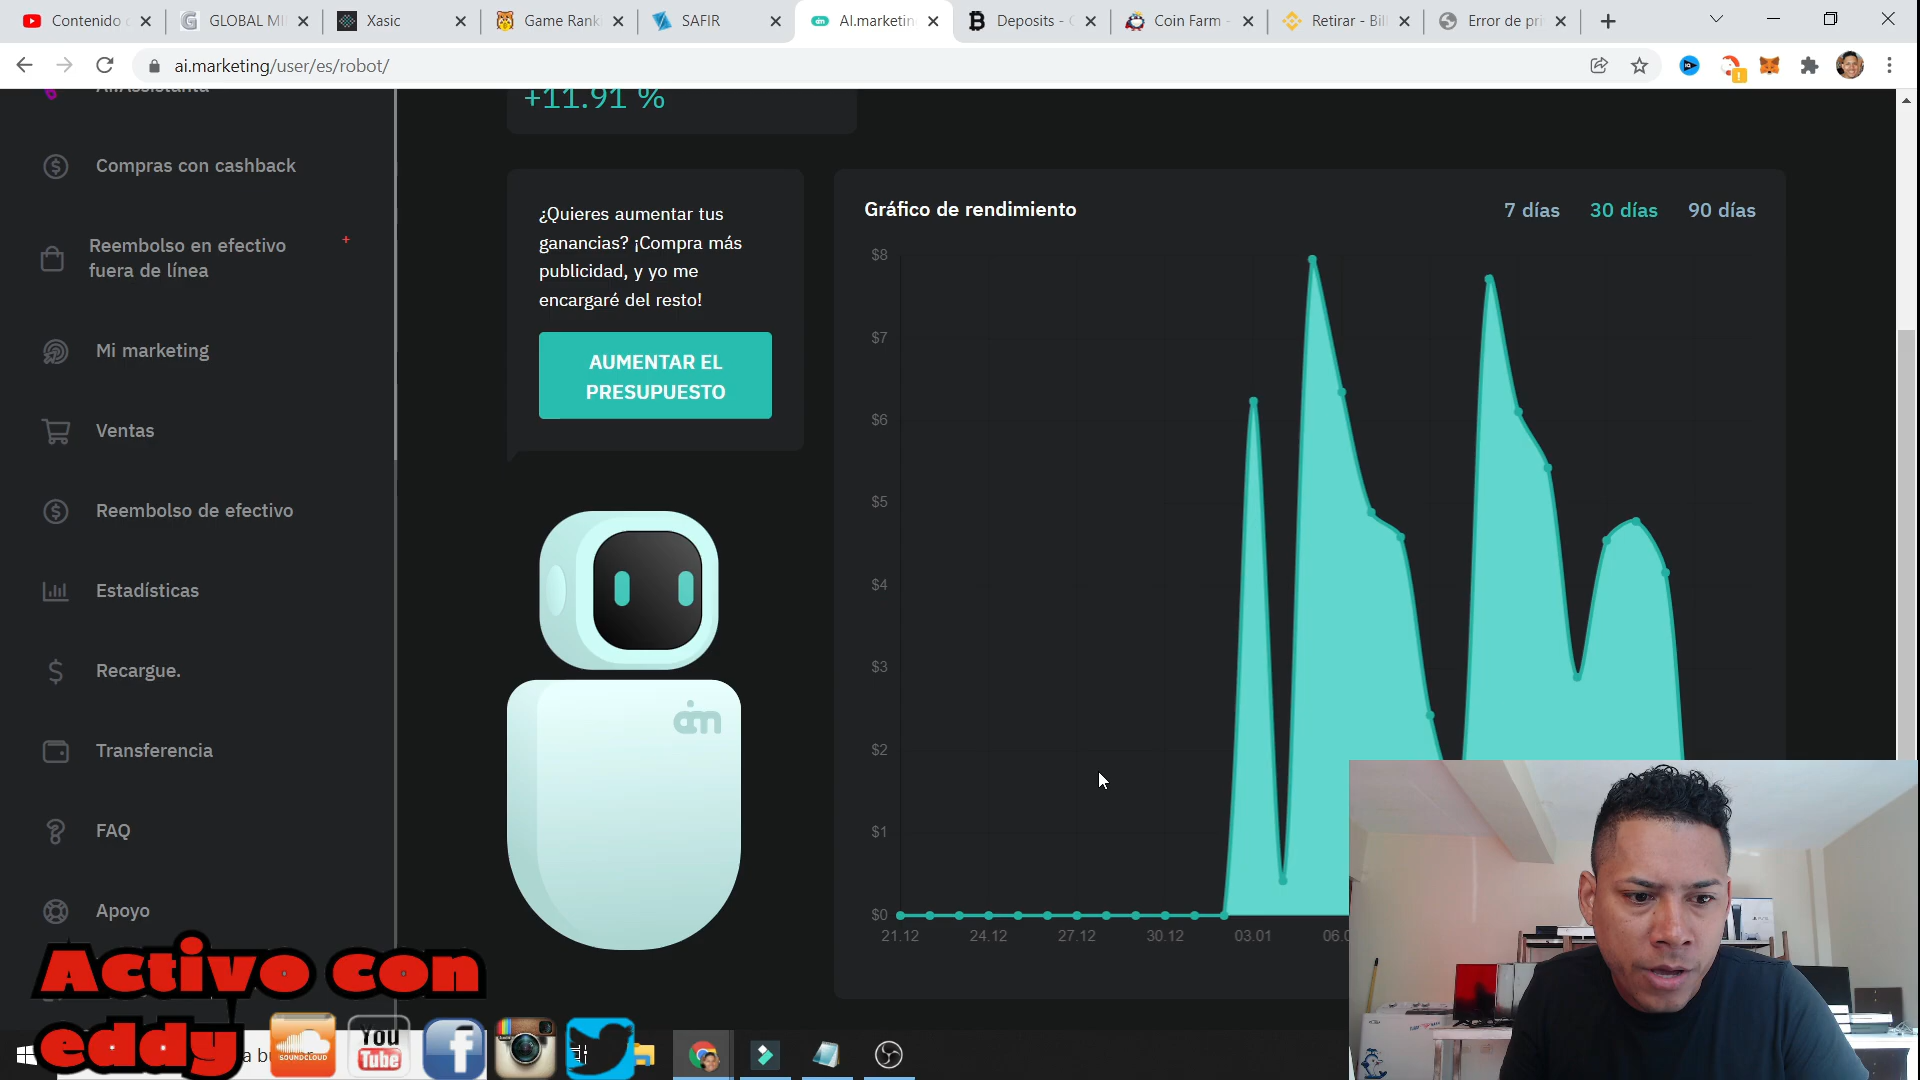 Contenido
GLOBAL MI
Xasic
Game Rank
SAFIR
AI.marketin
Deposits -
Coin Farm -
Retirar - Bil
Error de pri
ai.marketing/user/es/robot/
+11.91 %
Compras con cashback
Reembolso en efectivo
fuera de línea
+
Mi marketing
Ventas
Reembolso de efectivo
Estadísticas
Recargue.
Transferencia
FAQ
Apoyo
¿Quieres aumentar tus
ganancias? ¡Compra más
publicidad, y yo me
encargaré del resto!
AUMENTAR EL
PRESUPUESTO
aim
Gráfico de rendimiento
7 días
30 días
90 días
$8
$7
$6
$5
$4
$3
$2
$1
$0
21.12
24.12
27.12
30.12
03.01
Activo con
eddy
SOUNDCLOUD
You
Tube